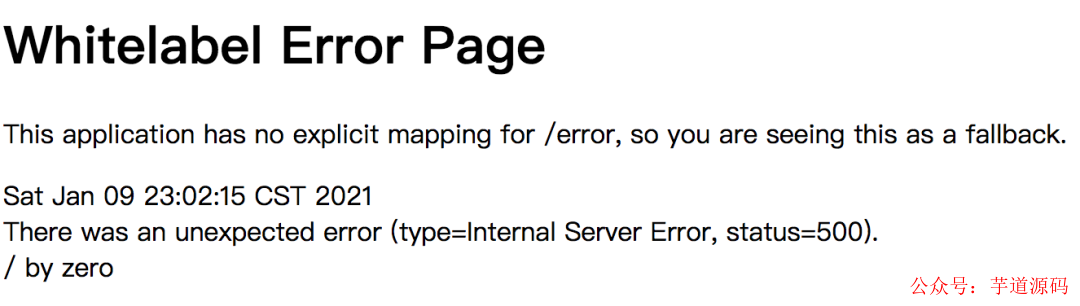 Whitelabel Error Page
This application has no explicit mapping for /error, so you are seeing this as a fallback.
Sat Jan 09 23:02:15 CST 2021
There was an unexpected error (type=Internal Server Error, status=500).
/ by zero
公众号：芋道源码